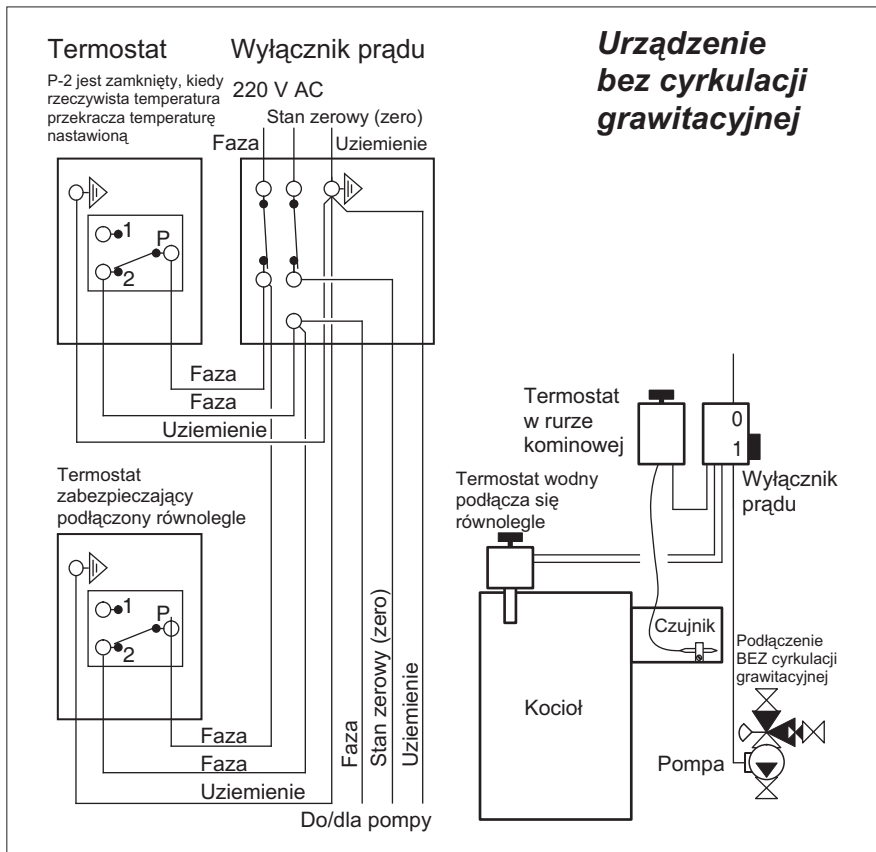 Termostat
P-2 jest zamknięty, kiedy
rzeczywista temperatura
przekracza temperaturę
nastawioną
Wyłącznik prądu
220 V AC
Stan zerowy (zero)
Faza
Uziemienie
Urządzenie
bez cyrkulacji
grawitacyjnej
1
P
2
Faza
Faza
Uziemienie
Termostat
zabezpieczający
podłączony równolegle
1
P
2
Faza
Faza
Uziemienie
Faza
Stan zerowy (zero)
Uziemienie
Do/dla pompy
Termostat
w rurze
kominowej
0
1
Wyłącznik
prądu
Termostat wodny
podłącza się
równolegle
Czujnik
Kocioł
Podłączenie
BEZ cyrkulacji
grawitacyjnej
Pompa